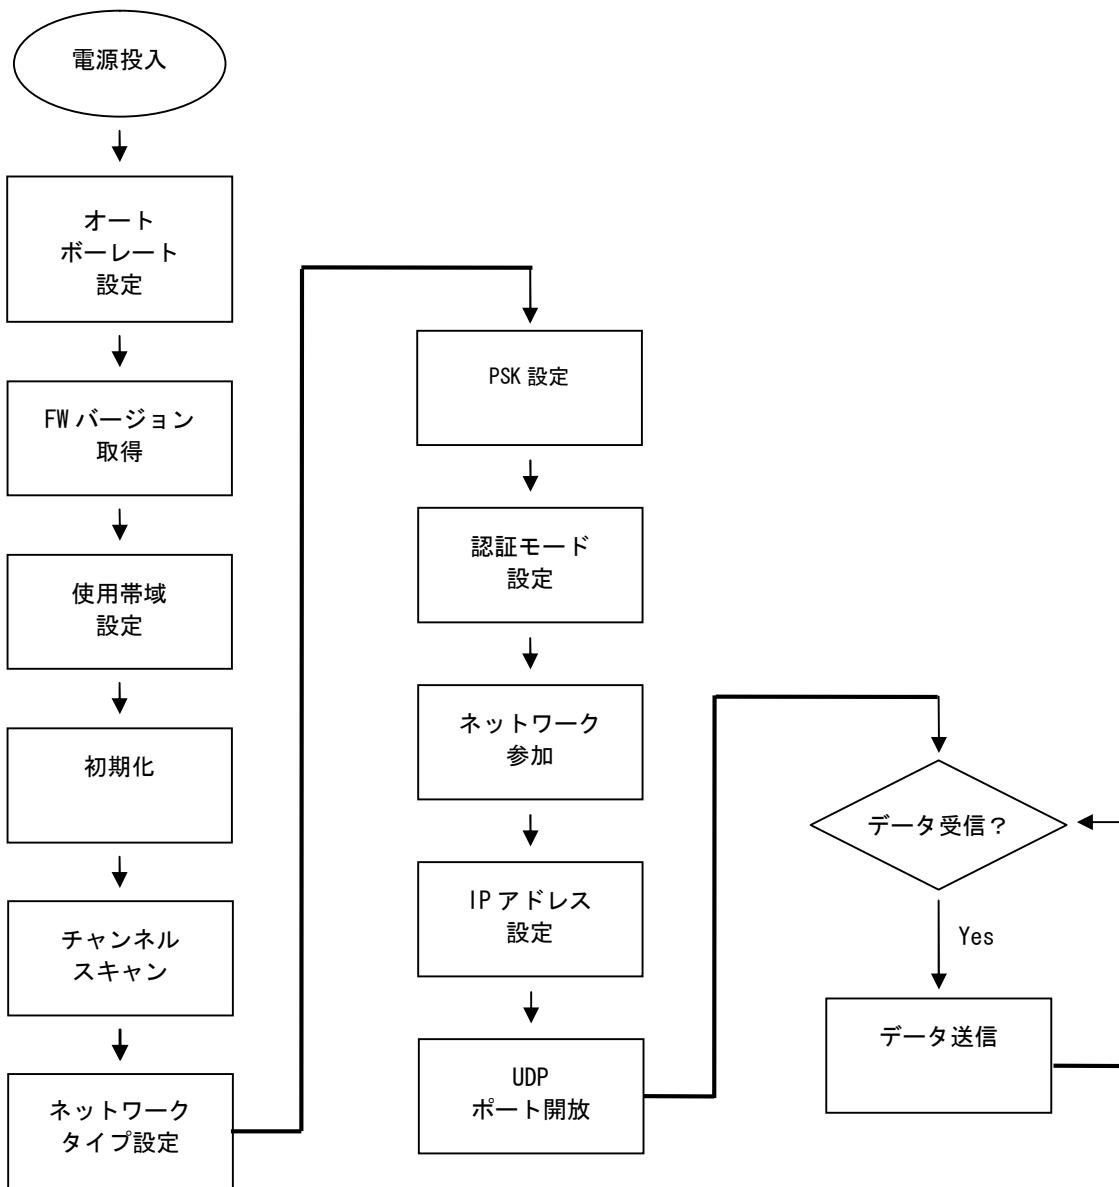 電源投入
オート
ボーレート
設定
FW バージョン
取得
使用帯域
設定
初期化
チャンネル
スキャン
ネットワーク
タイプ設定
PSK 設定
認証モード
設定
ネットワーク
参加
IP アドレス
設定
UDP
ポート開放
データ受信？
Yes
データ送信